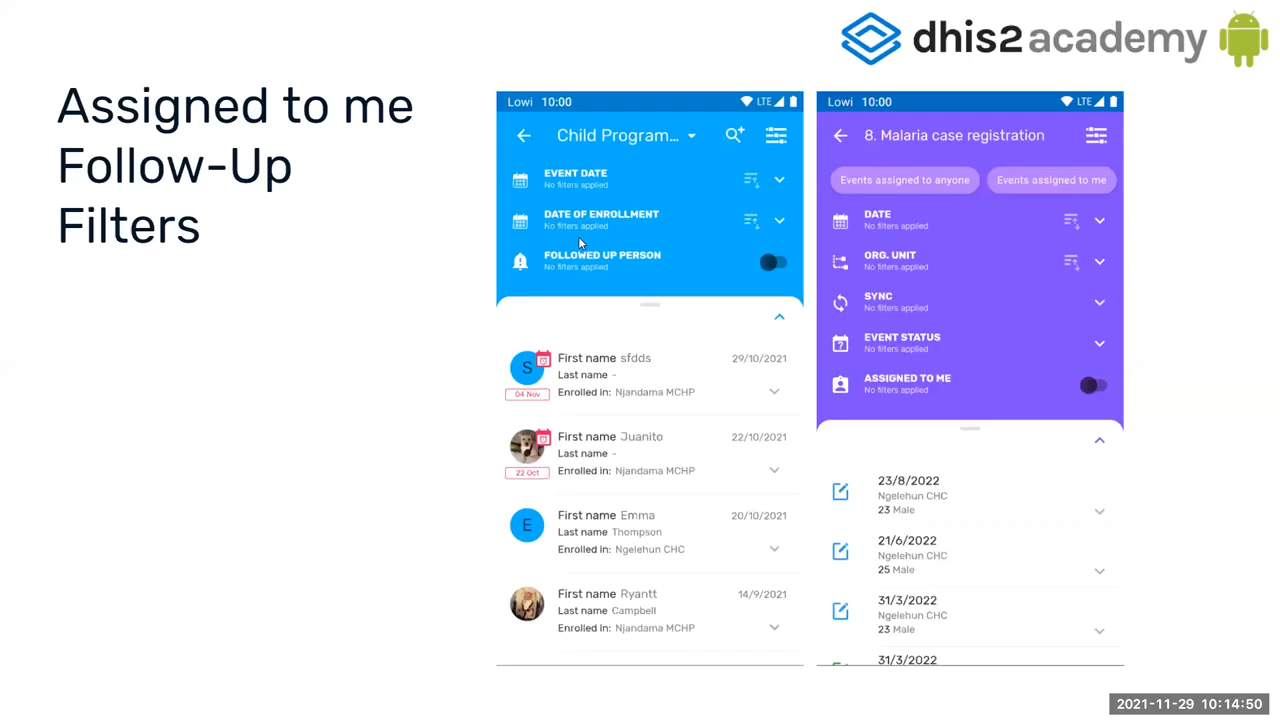 dhis2 academy
Assigned to me
Follow-Up
Filters
Lowi 10:00 LTE
Child Program...
EVENT DATE
No filters applied
DATE OF ENROLLMENT
No filters applied
FOLLOWED UP PERSON
No filters applied
S
First name sfdds 29/10/2021
Last name -
04 Nov
Enrolled in: Njandama MCHP
First name Juanito 22/10/2021
Last name -
22 Oct
Enrolled in: Njandama MCHP
E
First name Emma 20/10/2021
Last name Thompson
Enrolled in: Ngelehun CHC
First name Ryantt 14/9/2021
Last name Campbell
Enrolled in: Njandama MCHP
Lowi 10:00 LTE
8. Malaria case registration
Events assigned to anyone Events assigned to me
DATE
No filters applied
ORG. UNIT
No filters applied
SYNC
No filters applied
EVENT STATUS
No filters applied
ASSIGNED TO ME
No filters applied
23/8/2022
Ngelehun CHC
23 Male
21/6/2022
Ngelehun CHC
25 Male
31/3/2022
Ngelehun CHC
23 Male
31/3/2022
2021-11-29 10:14:50